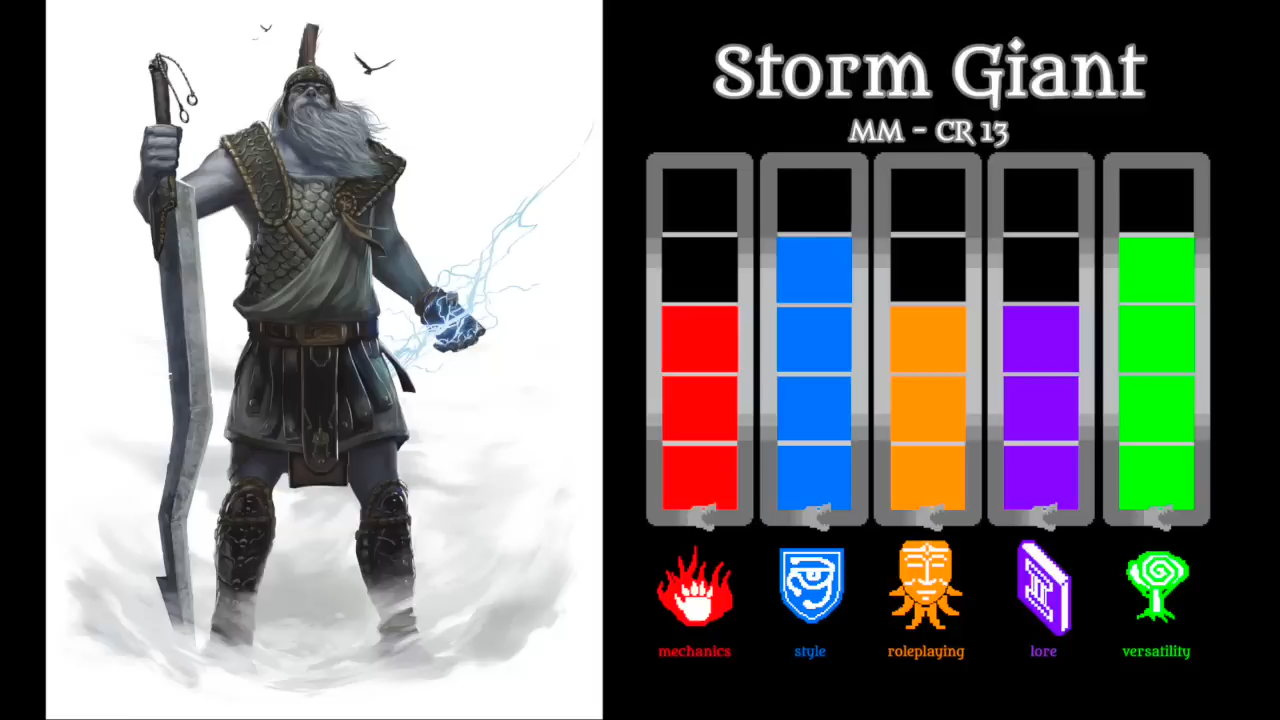 Storm Giant
MM - CR 13
mechanics
style
roleplaying
lore
versatility